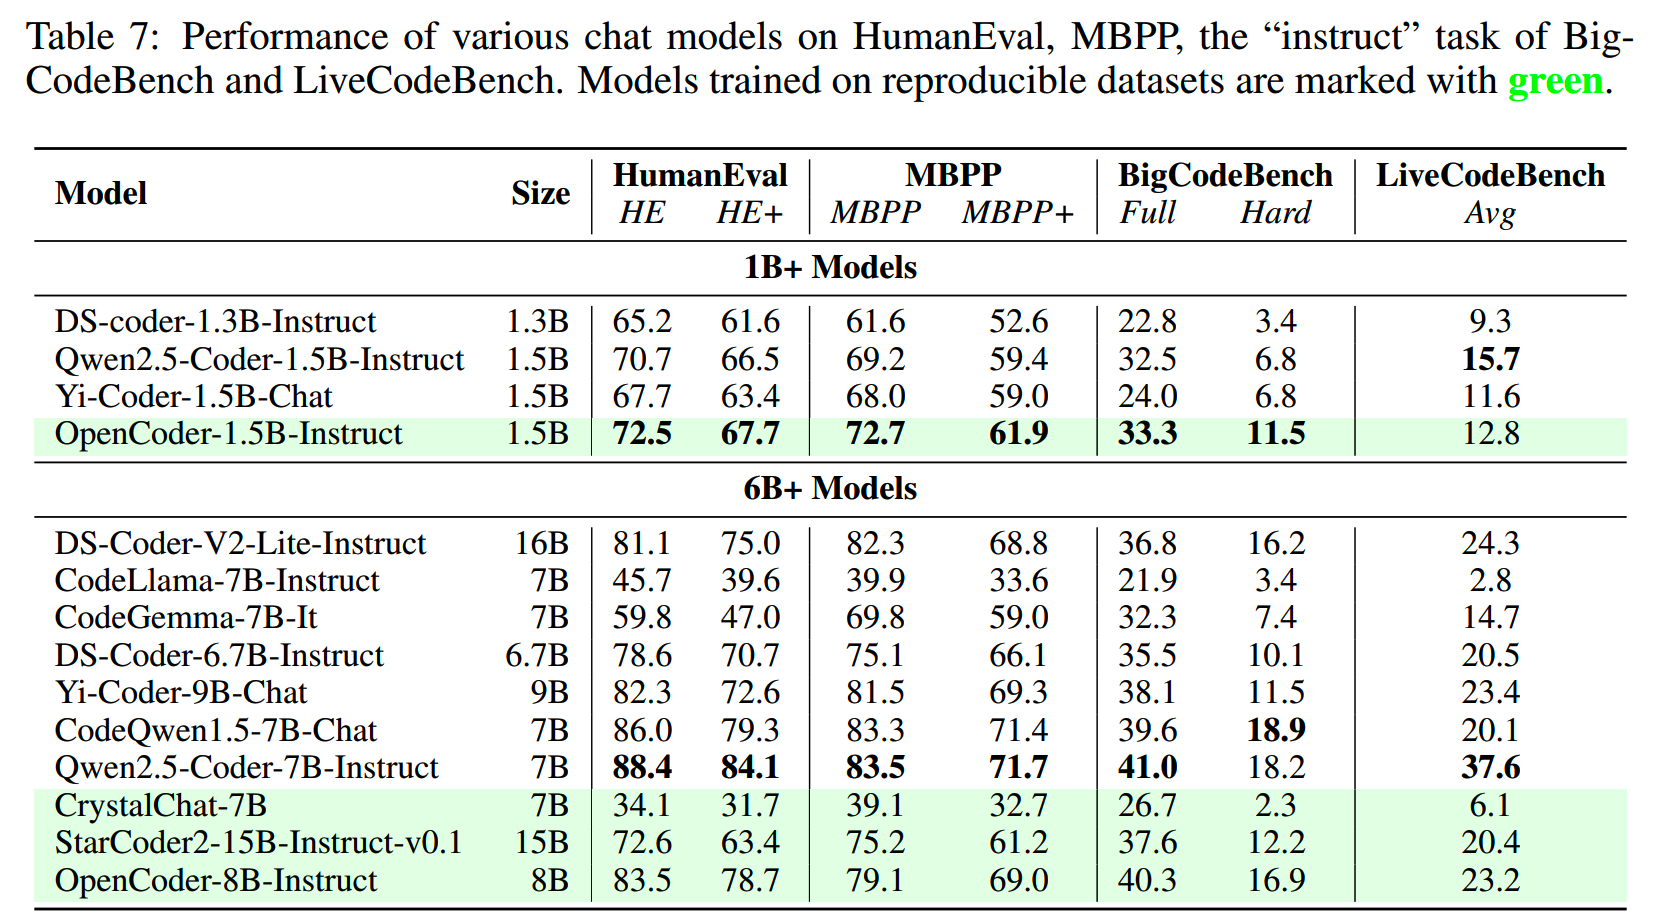 Table 7: Performance of various chat models on HumanEval, MBPP, the “instruct” task of Big-
CodeBench and LiveCodeBench. Models trained on reproducible datasets are marked with green.
Model Size HumanEval MBPP BigCodeBench LiveCodeBench
HE HE+ MBPP MBPP+ Full Hard Avg
1B+ Models
DS-coder-1.3B-Instruct 1.3B 65.2 61.6 61.6 52.6 22.8 3.4 9.3
Qwen2.5-Coder-1.5B-Instruct 1.5B 70.7 66.5 69.2 59.4 32.5 6.8 15.7
Yi-Coder-1.5B-Chat 1.5B 67.7 63.4 68.0 59.0 24.0 6.8 11.6
OpenCoder-1.5B-Instruct 1.5B 72.5 67.7 72.7 61.9 33.3 11.5 12.8
6B+ Models
DS-Coder-V2-Lite-Instruct 16B 81.1 75.0 82.3 68.8 36.8 16.2 24.3
CodeLlama-7B-Instruct 7B 45.7 39.6 39.9 33.6 21.9 3.4 2.8
CodeGemma-7B-It 7B 59.8 47.0 69.8 59.0 32.3 7.4 14.7
DS-Coder-6.7B-Instruct 6.7B 78.6 70.7 75.1 66.1 35.5 10.1 20.5
Yi-Coder-9B-Chat 9B 82.3 72.6 81.5 69.3 38.1 11.5 23.4
CodeQwen1.5-7B-Chat 7B 86.0 79.3 83.3 71.4 39.6 18.9 20.1
Qwen2.5-Coder-7B-Instruct 7B 88.4 84.1 83.5 71.7 41.0 18.2 37.6
CrystalChat-7B 7B 34.1 31.7 39.1 32.7 26.7 2.3 6.1
StarCoder2-15B-Instruct-v0.1 15B 72.6 63.4 75.2 61.2 37.6 12.2 20.4
OpenCoder-8B-Instruct 8B 83.5 78.7 79.1 69.0 40.3 16.9 23.2